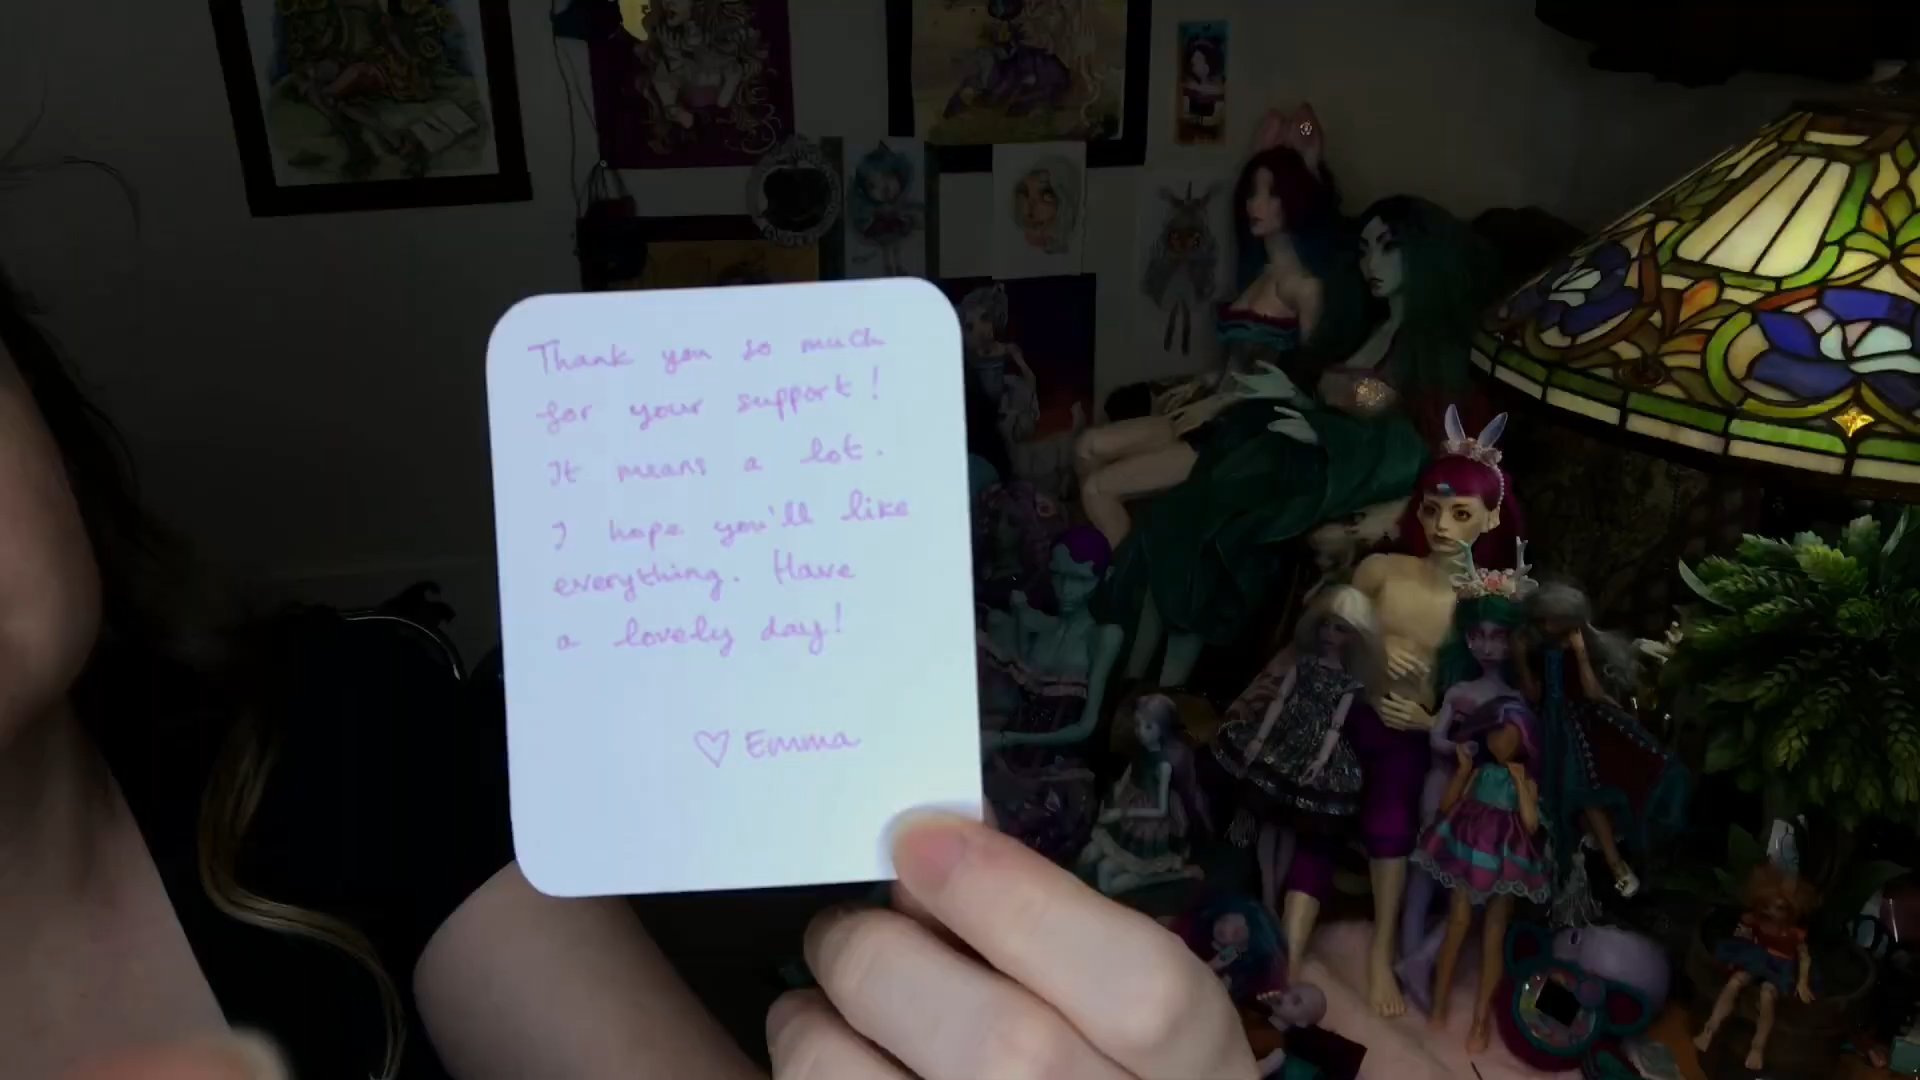 Thank you so much
for your support!
It means a lot.
I hope you'll like
everything. Have
a lovely day!
♡ Emma